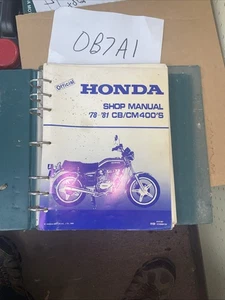 OB7A1
Official
HONDA
SHOP MANUAL
'78-'81 CB/CM400'S